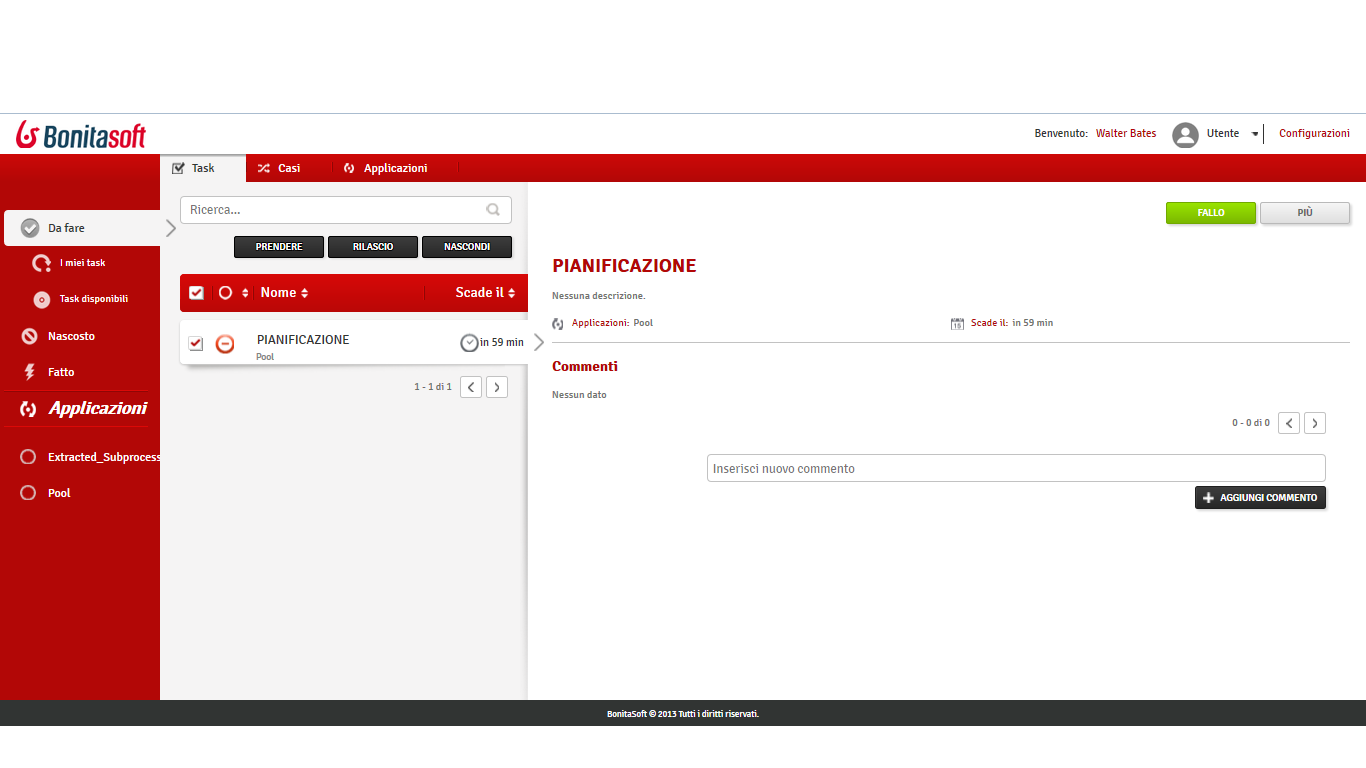 Bonitasoft
Benvenuto: Walter Bates
Utente
Configurazioni
Task
Casi
Applicazioni
Da fare
I miei task
Task disponibili
Nascosto
Fatto
Applicazioni
Extracted_Subprocess
Pool
Ricerca...
PRENDERE
RILASCIO
NASCONDI
Nome
Scade il
PIANIFICAZIONE
in 59 min
Pool
1 - 1 di 1
FALLO
PIÙ
PIANIFICAZIONE
Nessuna descrizione.
Applicazioni: Pool
Scade il: in 59 min
Commenti
Nessun dato
0 - 0 di 0
Inserisci nuovo commento
AGGIUNGI COMMENTO
BonitaSoft © 2013 Tutti i diritti riservati.